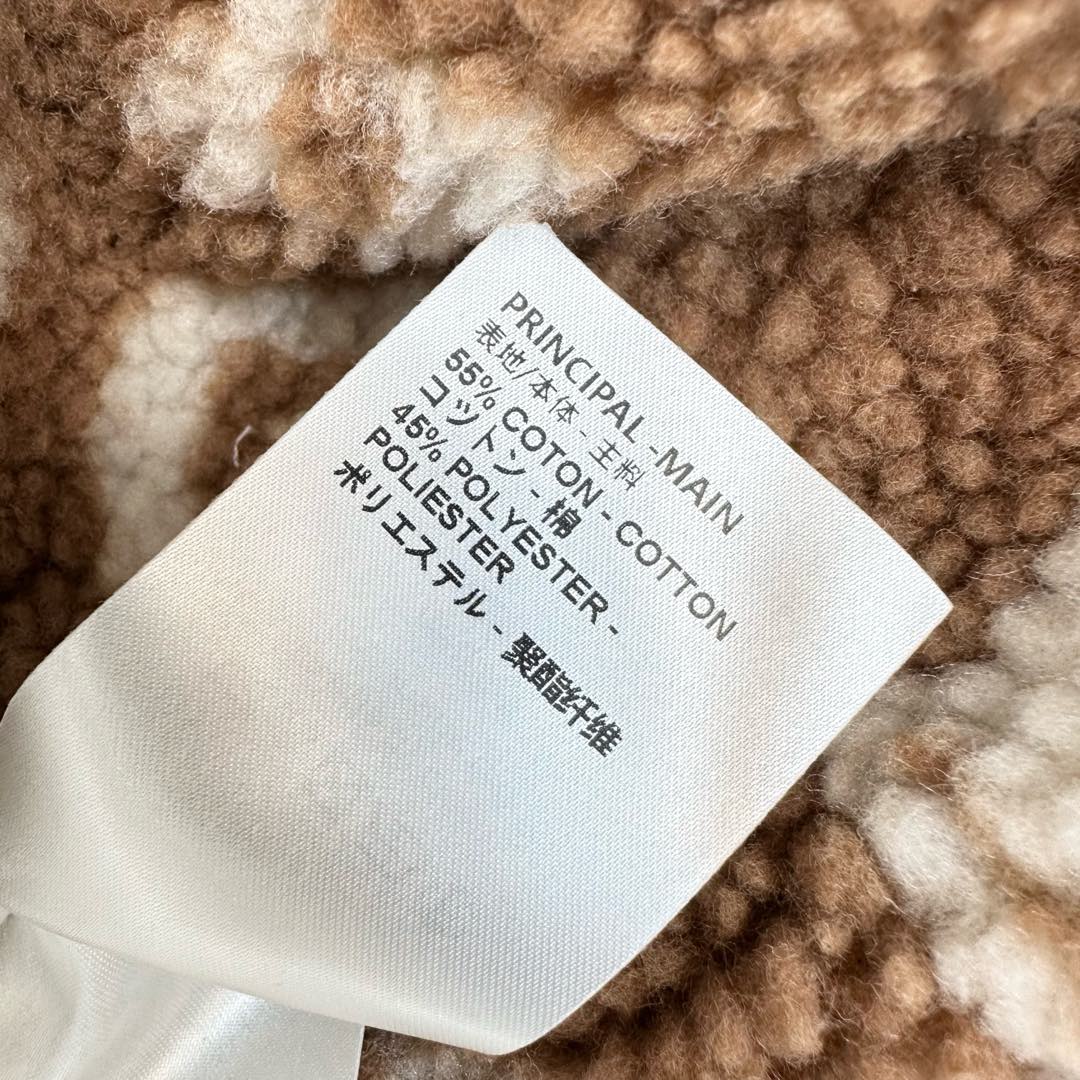 PRINCIPAL - MAIN
表地/本体 - 主料
55% COTON - COTTON
コットン - 棉
45% POLYESTER -
POLIESTER
ポリエステル - 聚酯纤维